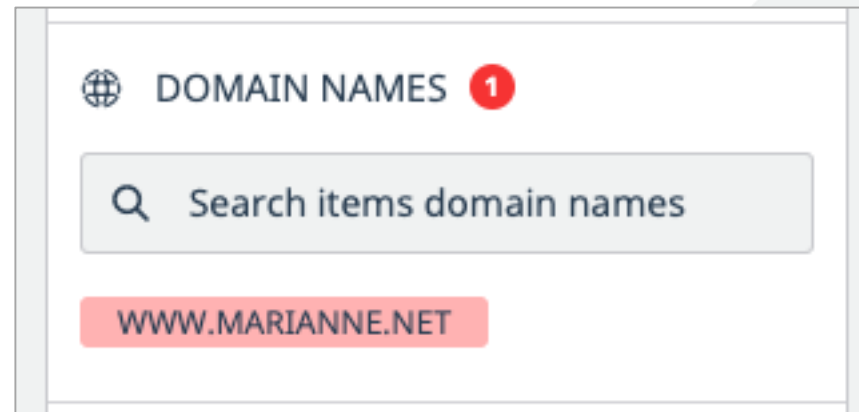 DOMAIN NAMES 1
Search items domain names
WWW.MARIANNE.NET